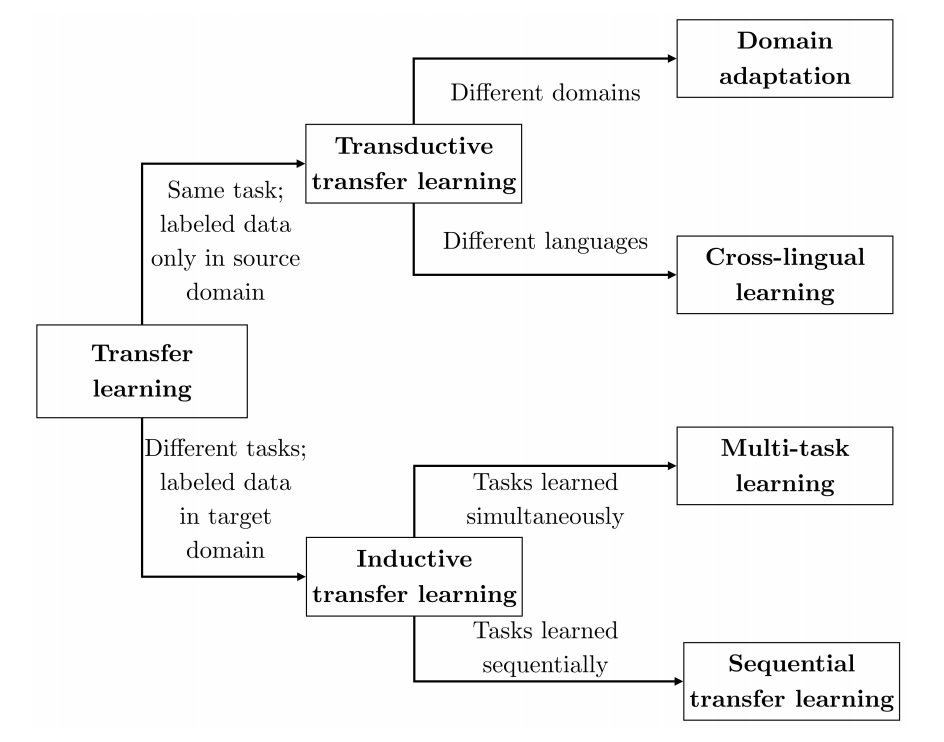 Domain
adaptation
Different domains
Transductive
transfer learning
Same task;
labeled data
only in source
domain
Different languages
Cross-lingual
learning
Transfer
learning
Different tasks;
labeled data
in target
domain
Multi-task
learning
Tasks learned
simultaneously
Inductive
transfer learning
Tasks learned
sequentially
Sequential
transfer learning